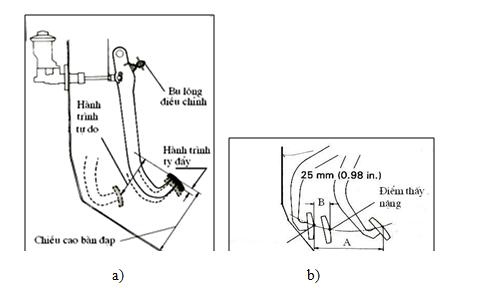 Bu lông
điều chỉnh
Hành
trình
tự do
Hành trình
ty đẩy
Chiều cao bàn đạp
25 mm (0.98 in.)
B
Điểm thấy
nặng
A
a)
b)